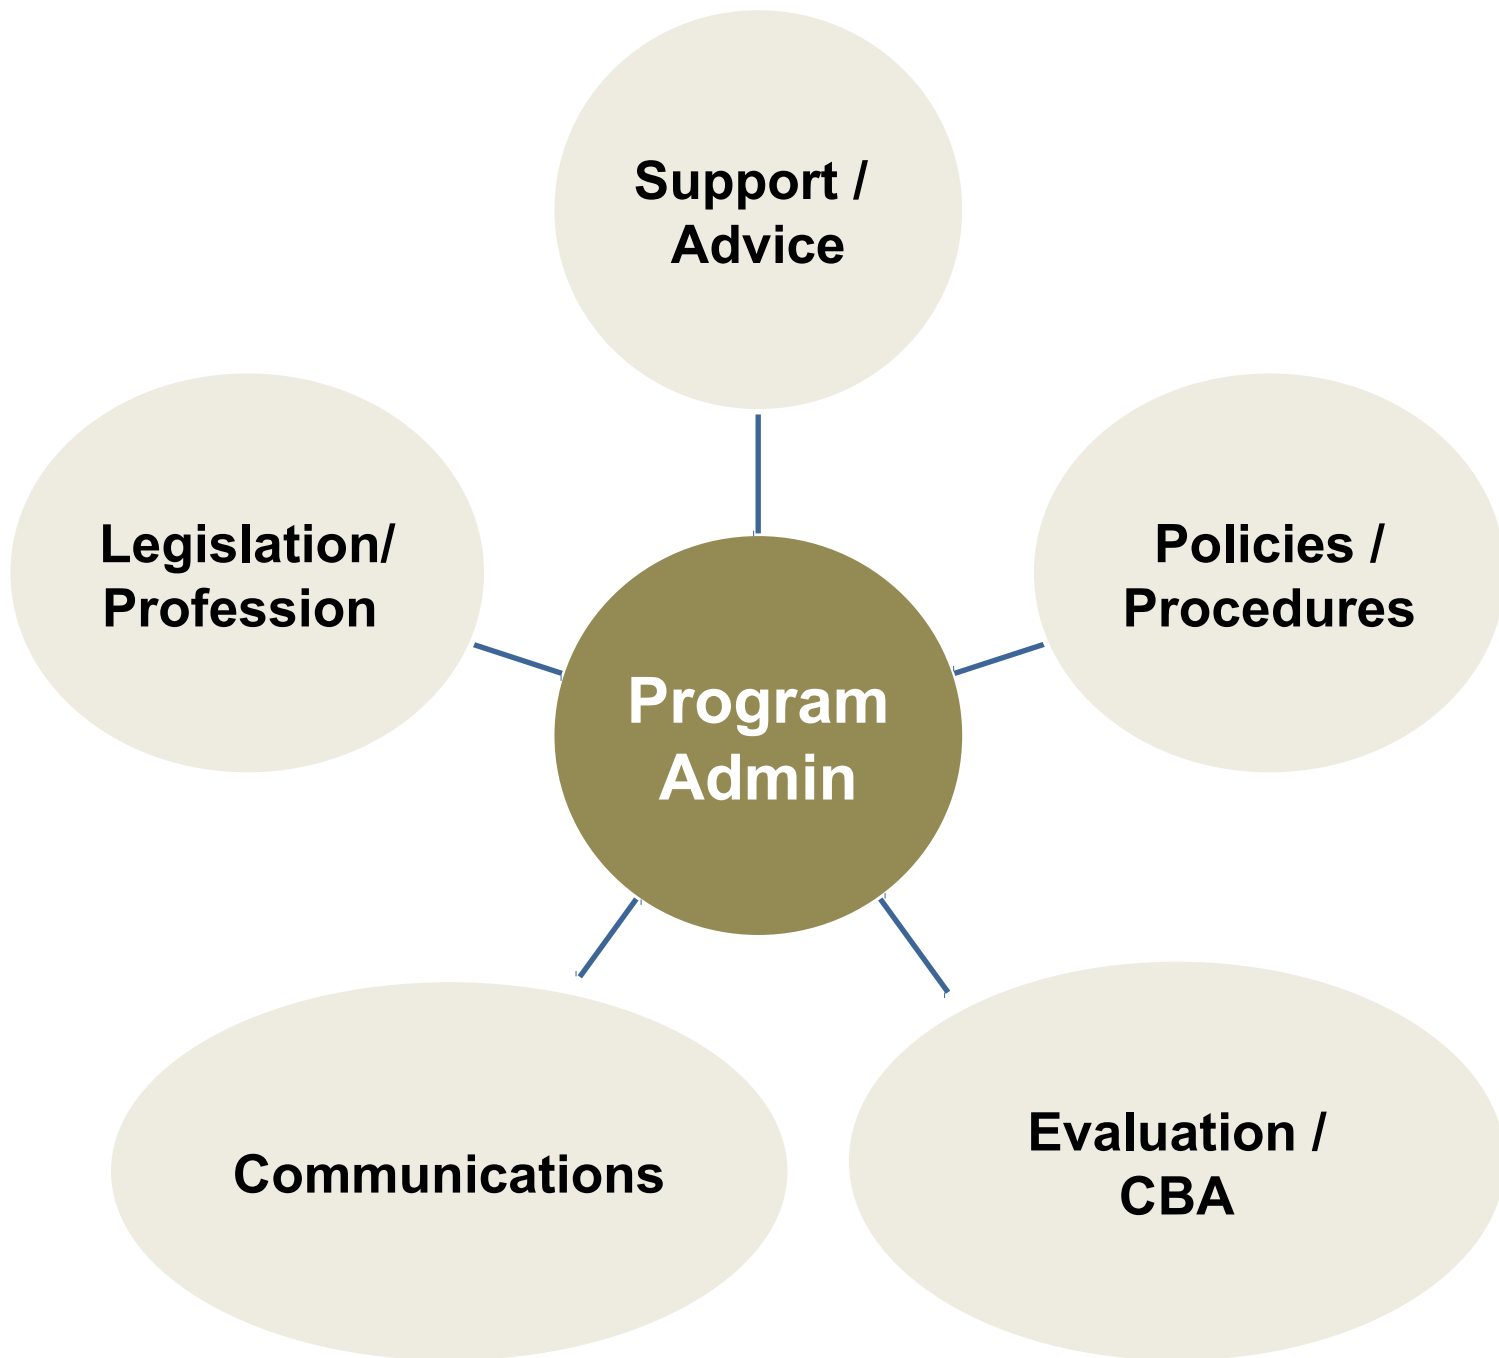 Support /
Advice
Legislation/
Profession
Policies /
Procedures
Program
Admin
Communications
Evaluation /
CBA